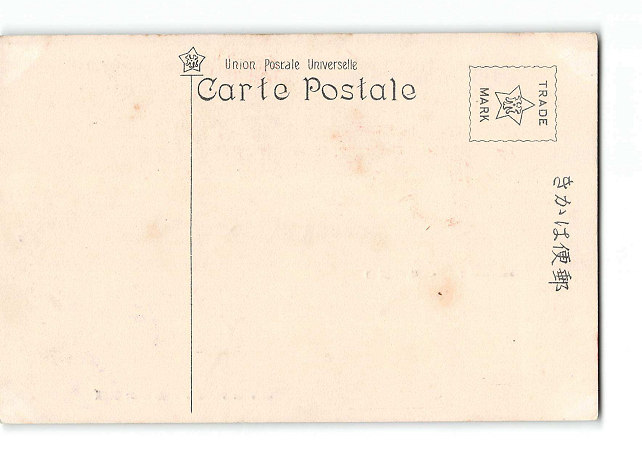 Union Postale Universelle
Carte Postale
TRADE
MARK
きかは便郵